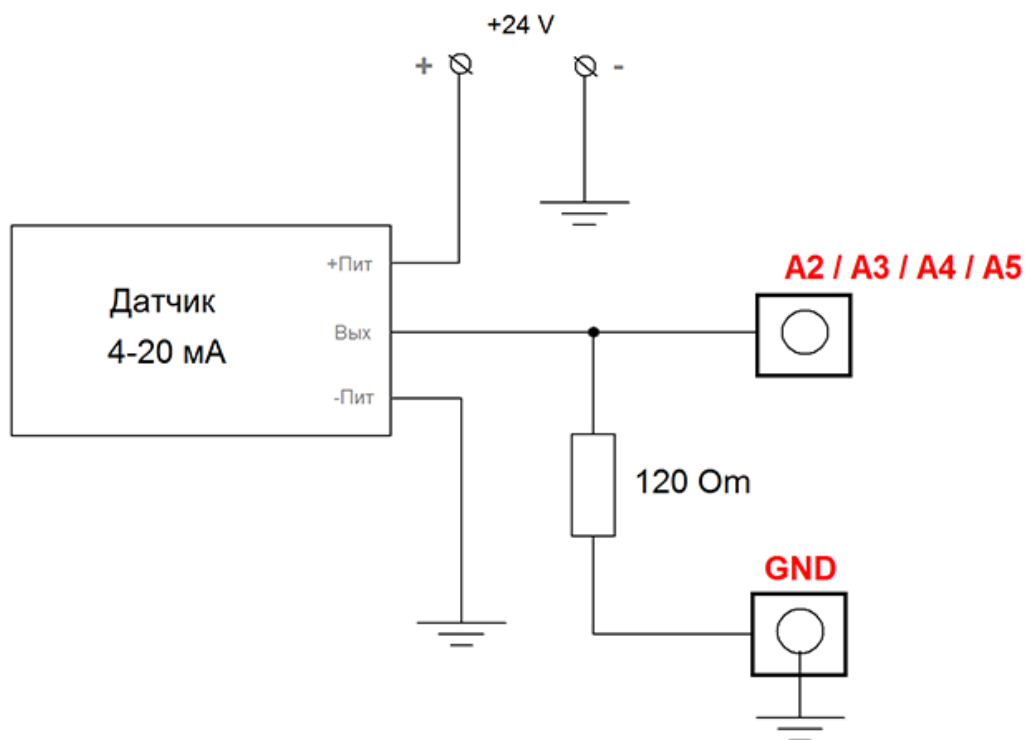 +24 V
+
-
+Пит
A2 / A3 / A4 / A5
Датчик
Вых
4-20 мА
-Пит
120 Om
GND